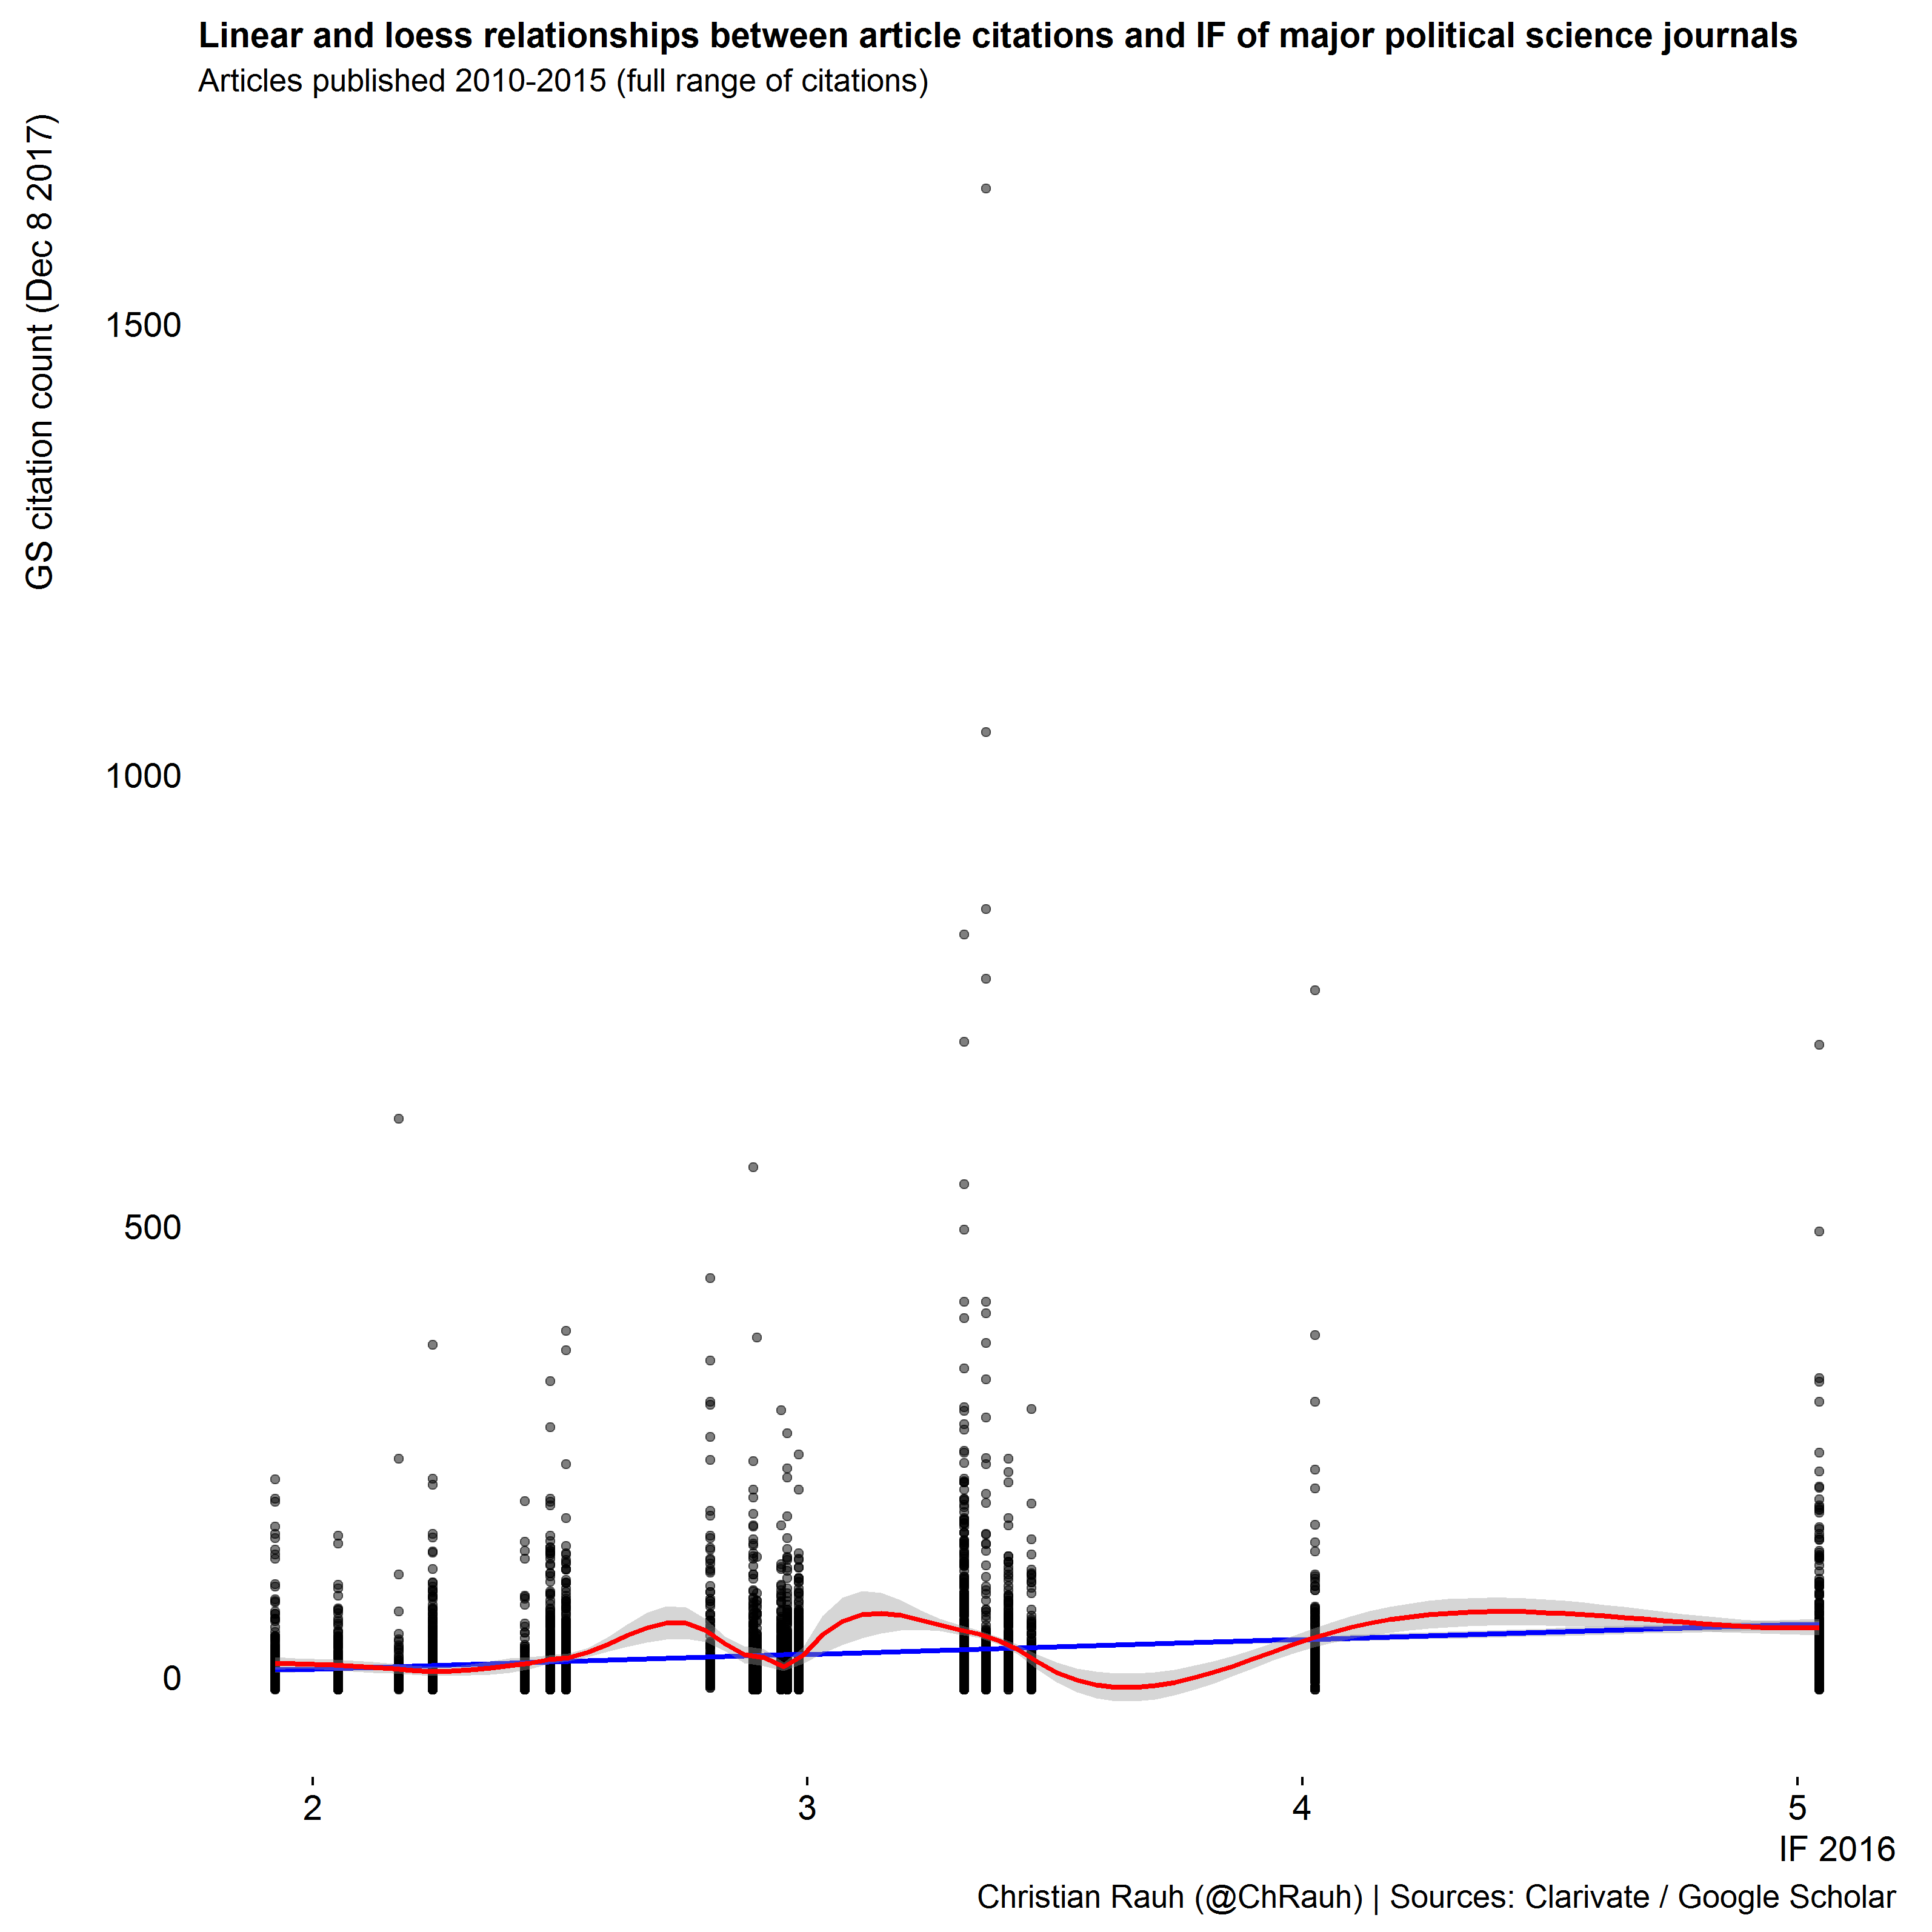 Linear and loess relationships between article citations and IF of major political science journals
Articles published 2010-2015 (full range of citations)
GS citation count (Dec 8 2017)
1500
1000
500
0
2 3 4 5
IF 2016
Christian Rauh (@ChRauh) | Sources: Clarivate / Google Scholar